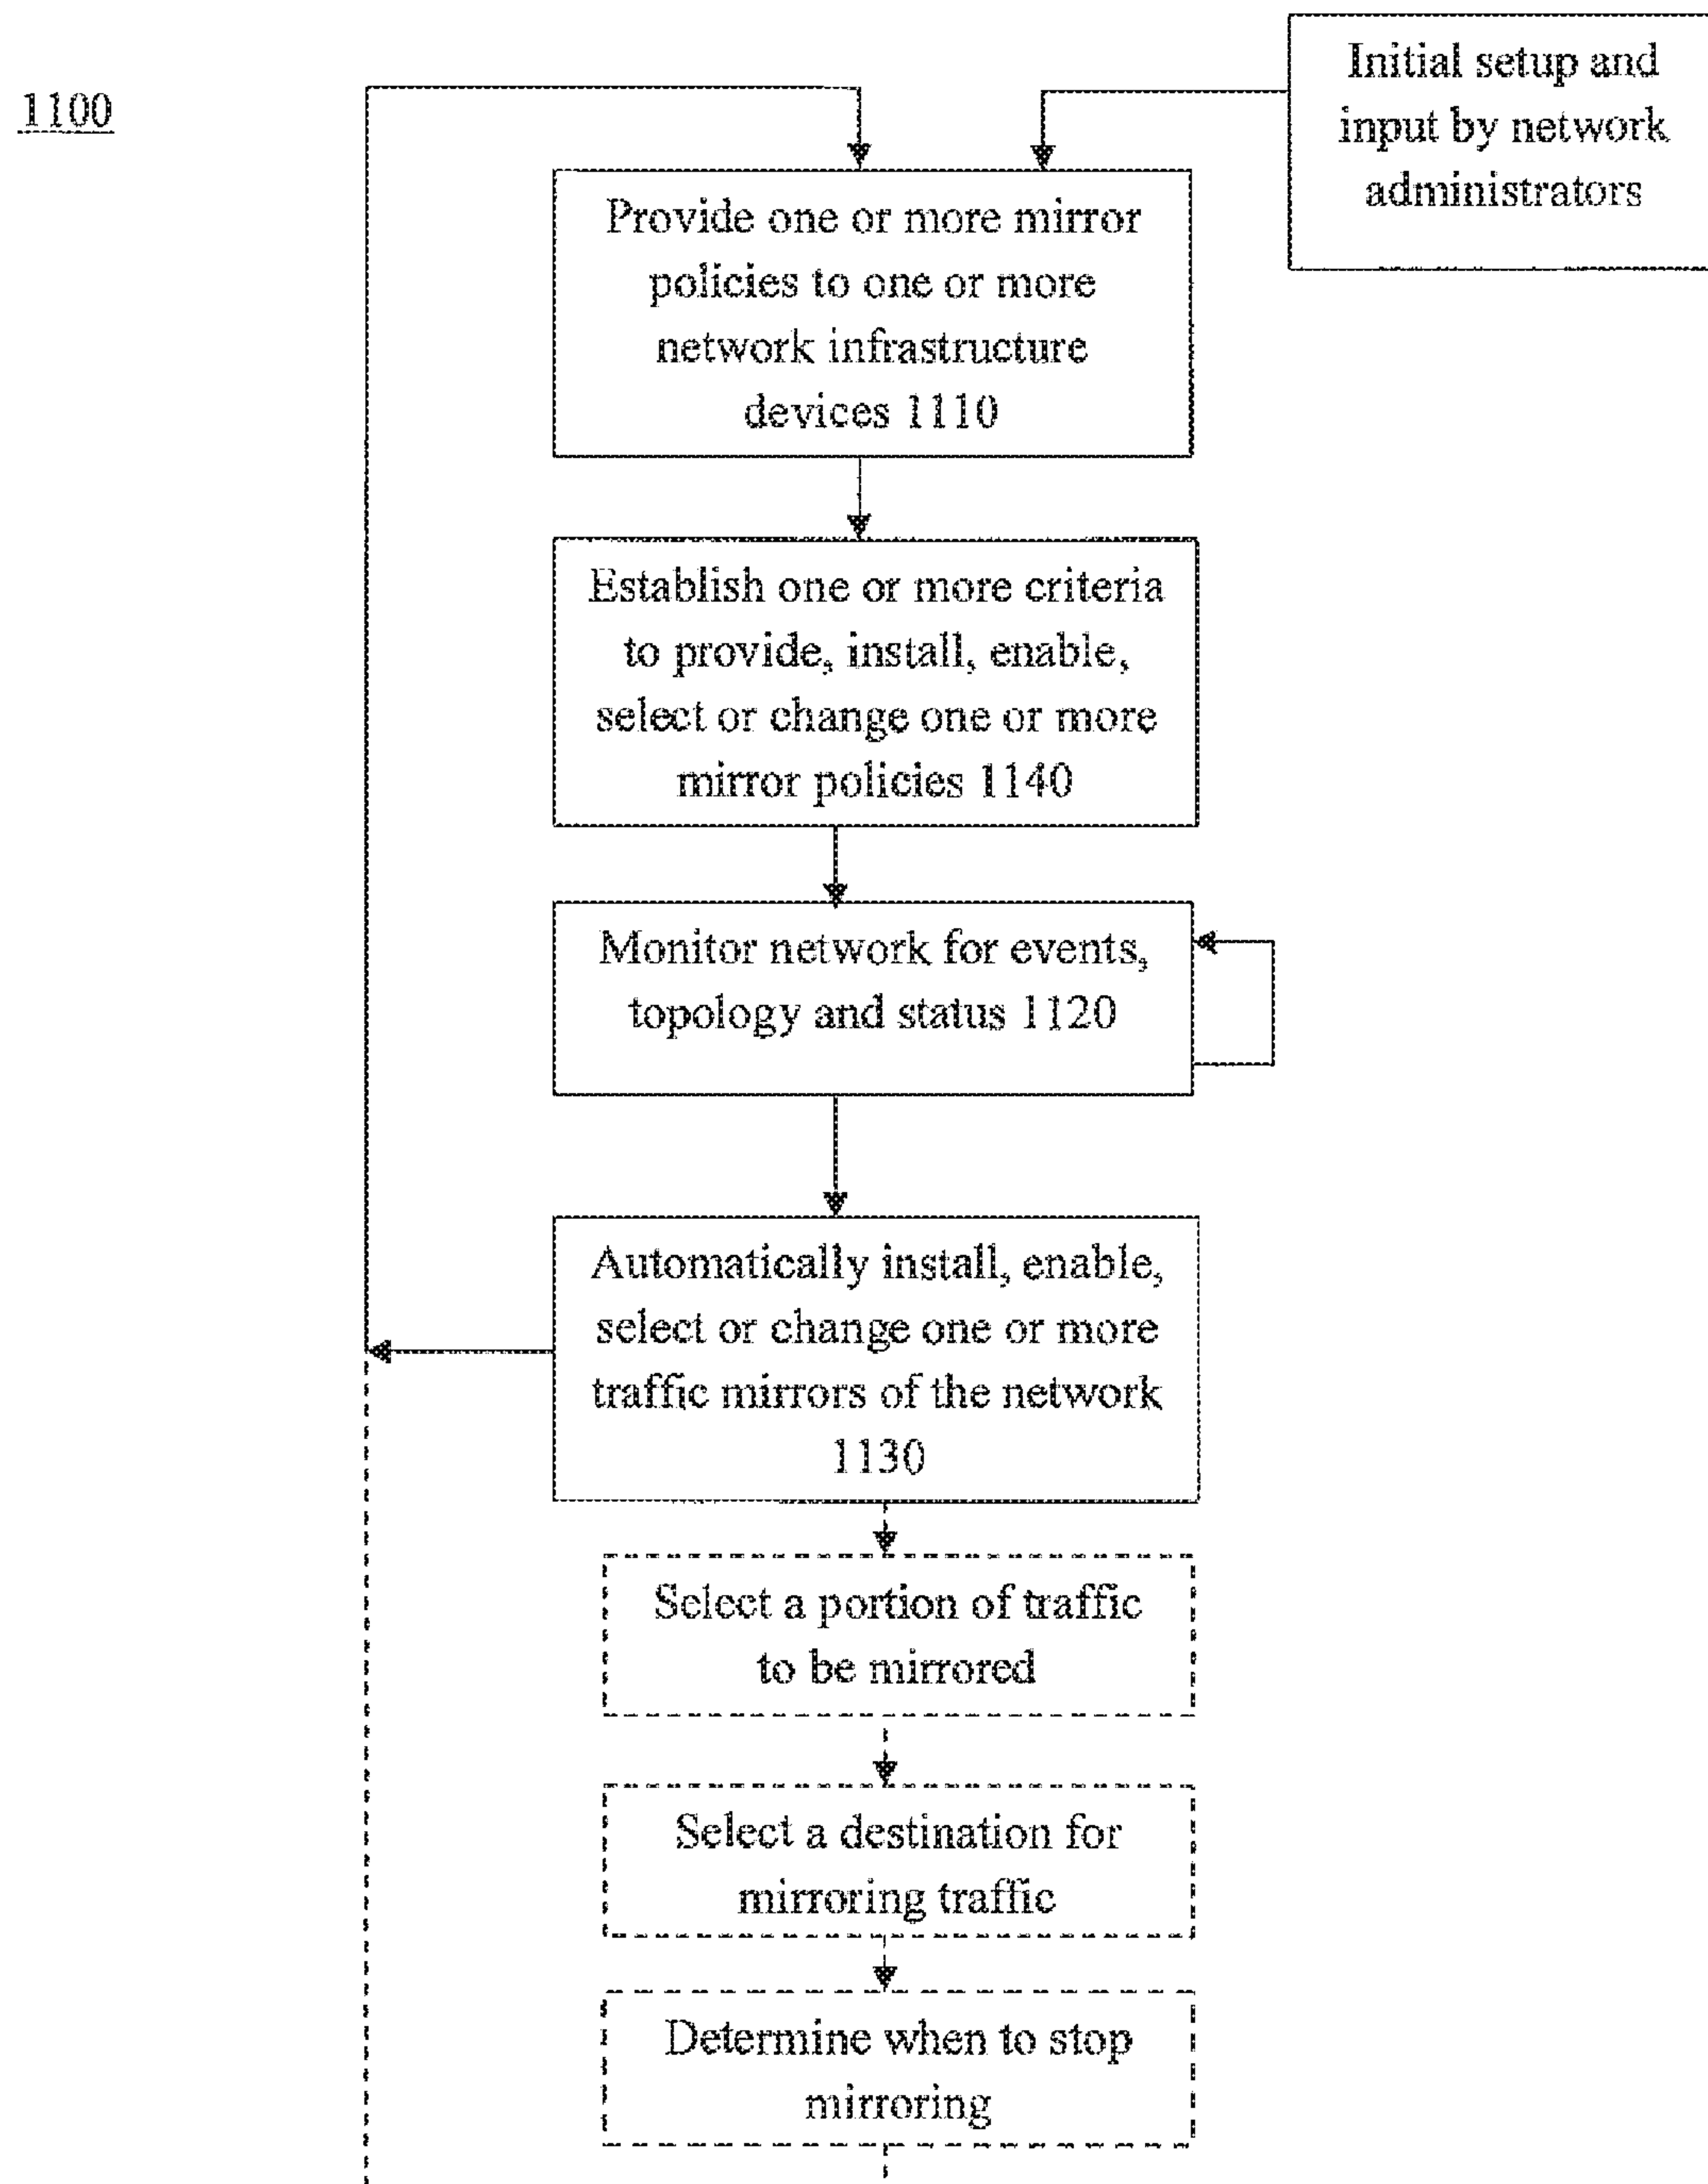 1100
Initial setup and
input by network
administrators
Provide one or more mirror
policies to one or more
network infrastructure
devices 1110
Establish one or more criteria
to provide, install, enable,
select or change one or more
mirror policies 1140
Monitor network for events,
topology and status 1120
Automatically install, enable,
select or change one or more
traffic mirrors of the network
1130
Select a portion of traffic
to be mirrored
Select a destination for
mirroring traffic
Determine when to stop
mirroring